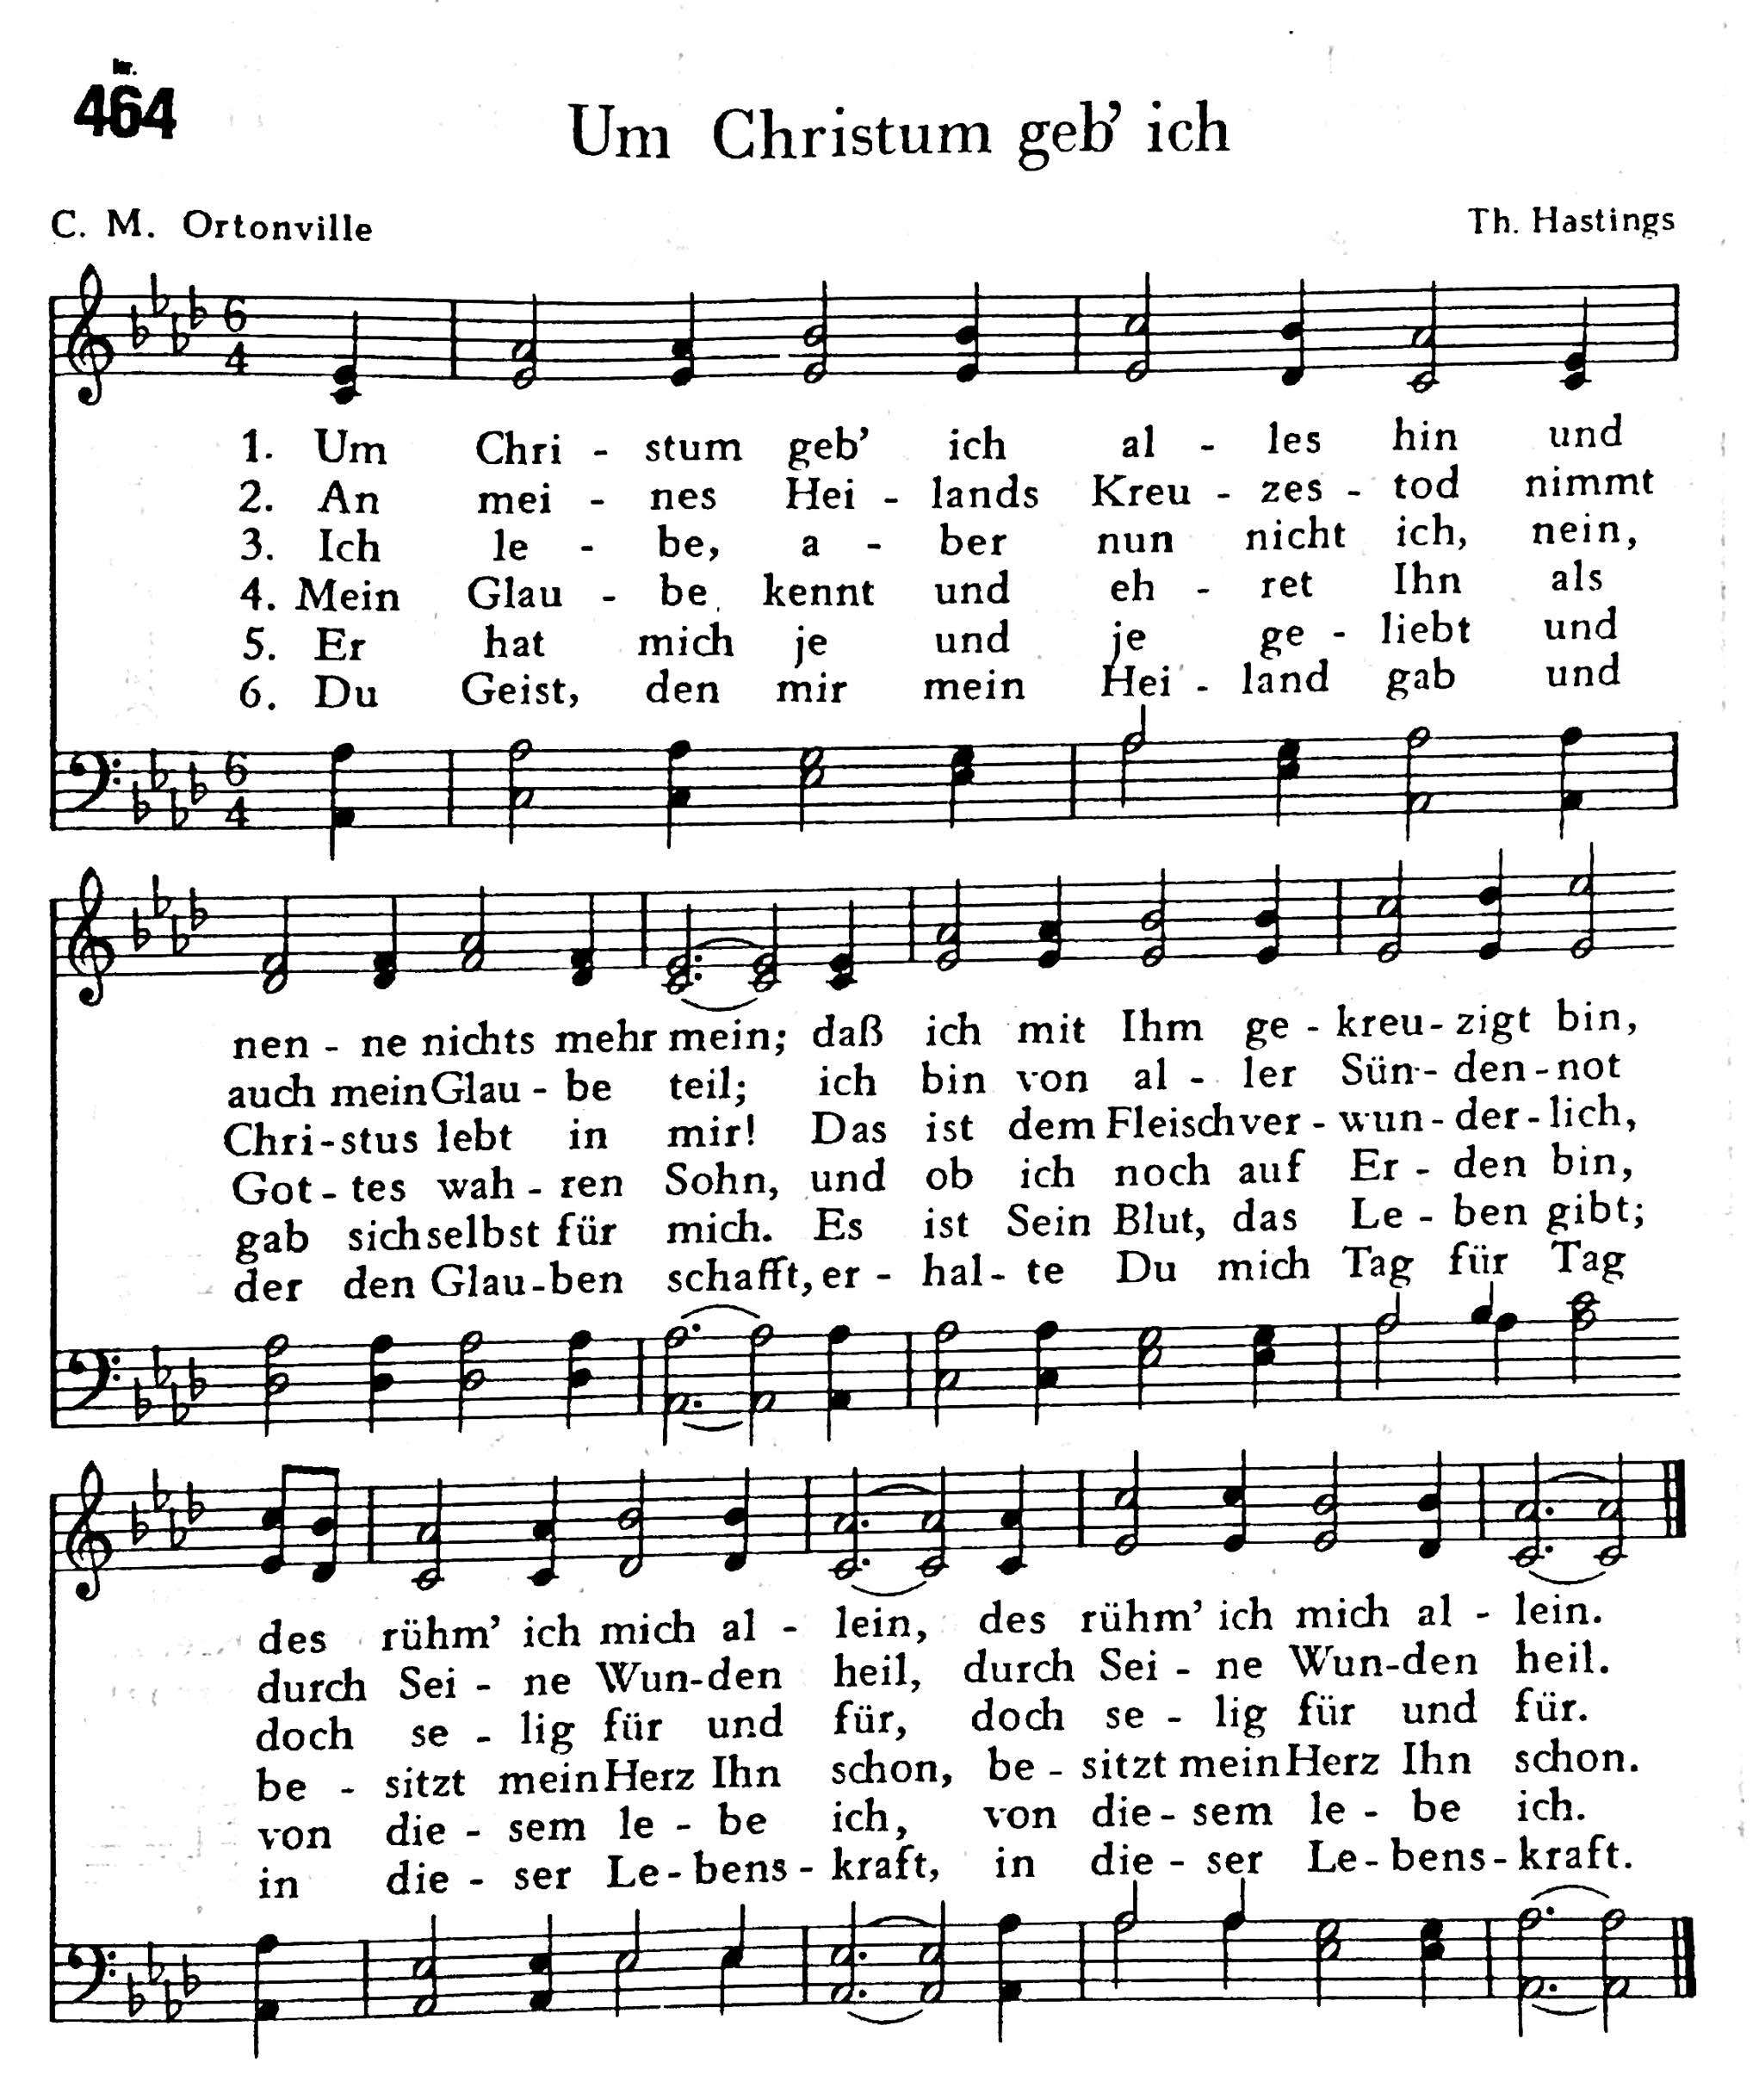 Nr.
464
Um Christum geb' ich
C. M. Ortonville
Th. Hastings
6
4
1. Um Chri - stum geb' ich al - les hin und
2. An mei - nes Hei - lands Kreu - zes - tod nimmt
3. Ich le - be, a - ber nun nicht ich, nein,
4. Mein Glau - be kennt und eh - ret Ihn als
5. Er hat mich je und je ge - liebt und
6. Du Geist, den mir mein Hei - land gab und
6
4
nen - ne nichts mehr mein; daß ich mit Ihm ge - kreu - zigt bin,
auch mein Glau - be teil; ich bin von al - ler Sün - den - not
Chri - stus lebt in mir! Das ist dem Fleisch ver - wun - der - lich,
Got - tes wah - ren Sohn, und ob ich noch auf Er - den bin,
gab sich selbst für mich. Es ist Sein Blut, das Le - ben gibt;
der den Glau - ben schafft, er - hal - te Du mich Tag für Tag
des rühm' ich mich al - lein, des rühm' ich mich al - lein.
durch Sei - ne Wun - den heil, durch Sei - ne Wun - den heil.
doch se - lig für und für, doch se - lig für und für.
be - sitzt mein Herz Ihn schon, be - sitzt mein Herz Ihn schon.
von die - sem le - be ich, von die - sem le - be ich.
in die - ser Le - bens - kraft, in die - ser Le - bens - kraft.